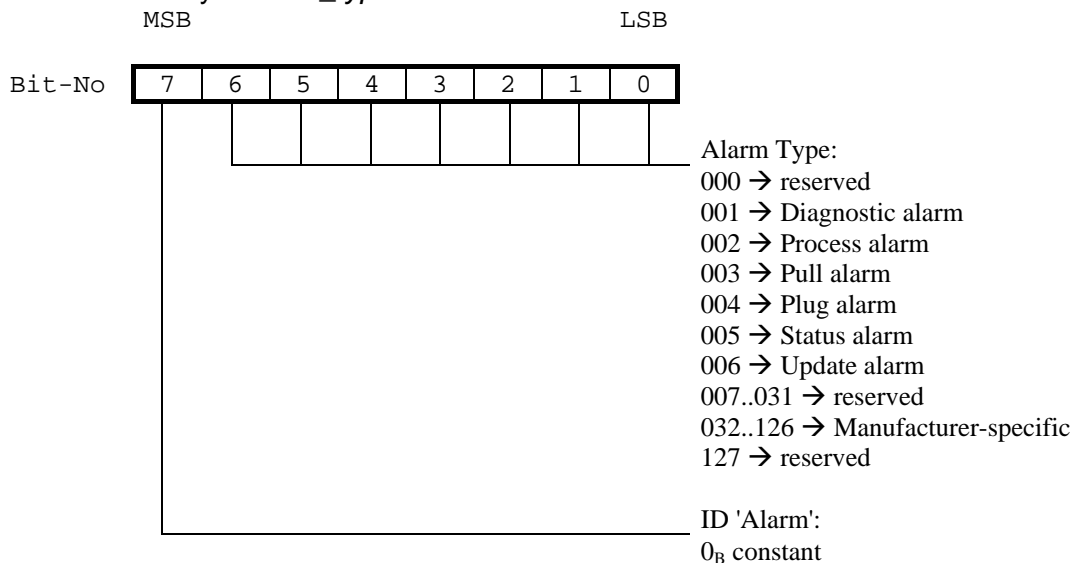 MSB LSB
Bit-No 7 6 5 4 3 2 1 0
Alarm Type:
000 → reserved
001 → Diagnostic alarm
002 → Process alarm
003 → Pull alarm
004 → Plug alarm
005 → Status alarm
006 → Update alarm
007..031 → reserved
032..126 → Manufacturer-specific
127 → reserved
ID 'Alarm':
0B constant